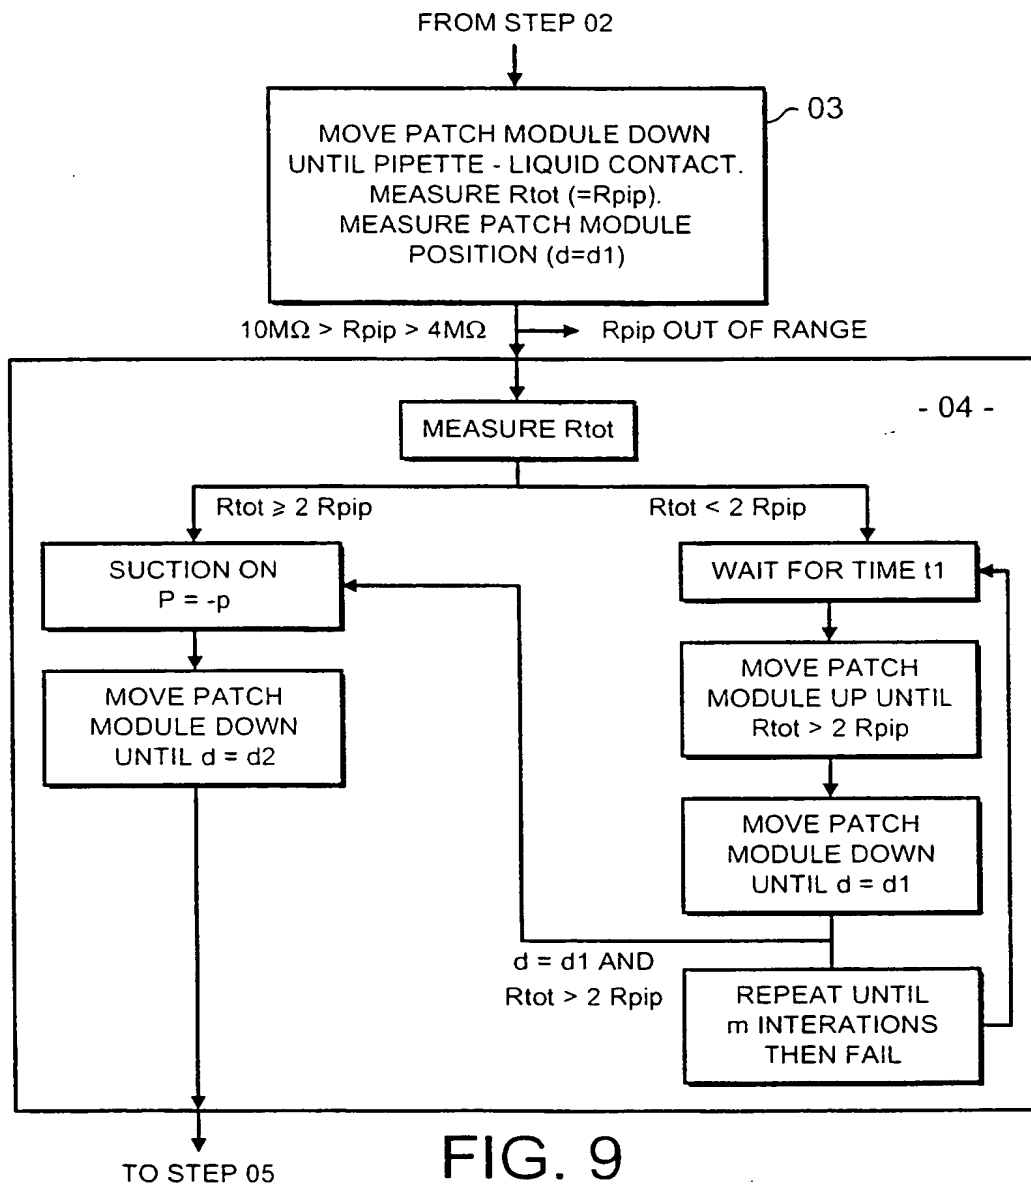 FROM STEP 02
03
MOVE PATCH MODULE DOWN
UNTIL PIPETTE - LIQUID CONTACT.
MEASURE Rtot (=Rpip).
MEASURE PATCH MODULE
POSITION (d=d1)
10MΩ > Rpip > 4MΩ
Rpip OUT OF RANGE
- 04 -
MEASURE Rtot
Rtot ⩾ 2 Rpip
Rtot < 2 Rpip
SUCTION ON
P = -p
MOVE PATCH
MODULE DOWN
UNTIL d = d2
WAIT FOR TIME t1
MOVE PATCH
MODULE UP UNTIL
Rtot > 2 Rpip
MOVE PATCH
MODULE DOWN
UNTIL d = d1
d = d1 AND
Rtot > 2 Rpip
REPEAT UNTIL
m INTERATIONS
THEN FAIL
TO STEP 05
FIG. 9